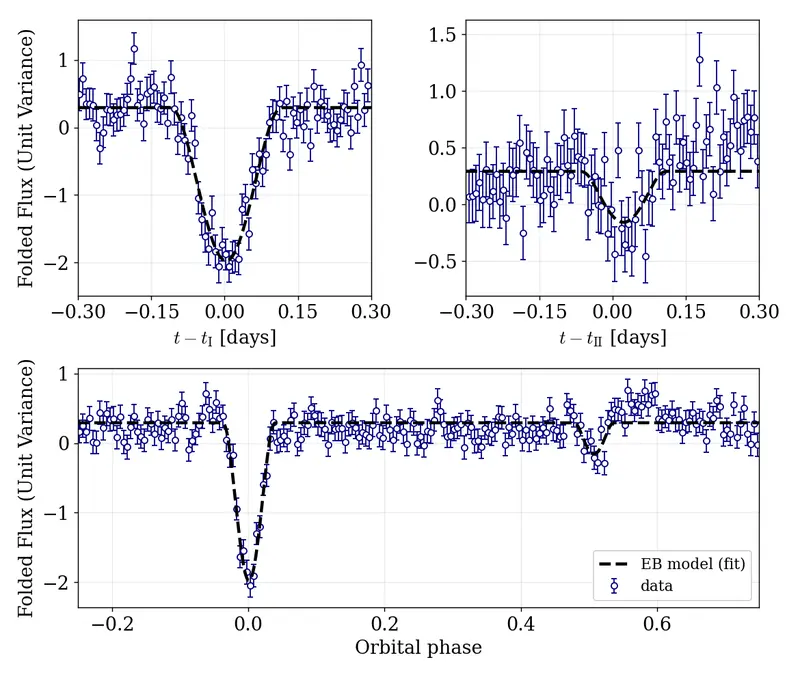 Folded Flux (Unit Variance)
1
0
−1
−2
−0.30 −0.15 0.00 0.15 0.30
t − t_I [days]
1.5
1.0
0.5
0.0
−0.5
−0.30 −0.15 0.00 0.15 0.30
t − t_II [days]
Folded Flux (Unit Variance)
1
0
−1
−2
−0.2 0.0 0.2 0.4 0.6
Orbital phase
EB model (fit)
data